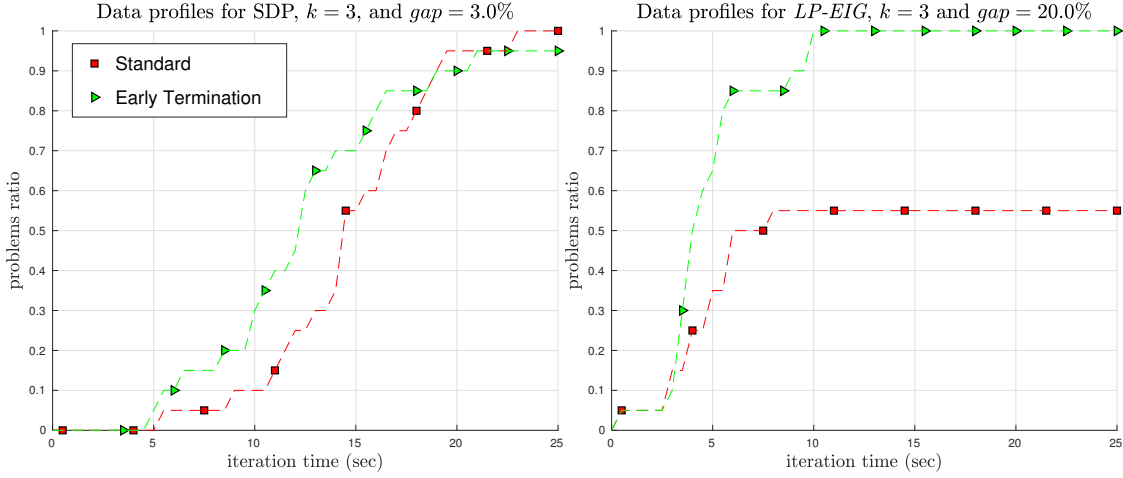 Data profiles for SDP, k = 3, and gap = 3.0%
1
0.9
0.8
0.7
0.6
0.5
0.4
0.3
0.2
0.1
0
problems ratio
Standard
Early Termination
0 5 10 15 20 25
iteration time (sec)
Data profiles for LP-EIG, k = 3 and gap = 20.0%
1
0.9
0.8
0.7
0.6
0.5
0.4
0.3
0.2
0.1
0
problems ratio
0 5 10 15 20 25
iteration time (sec)